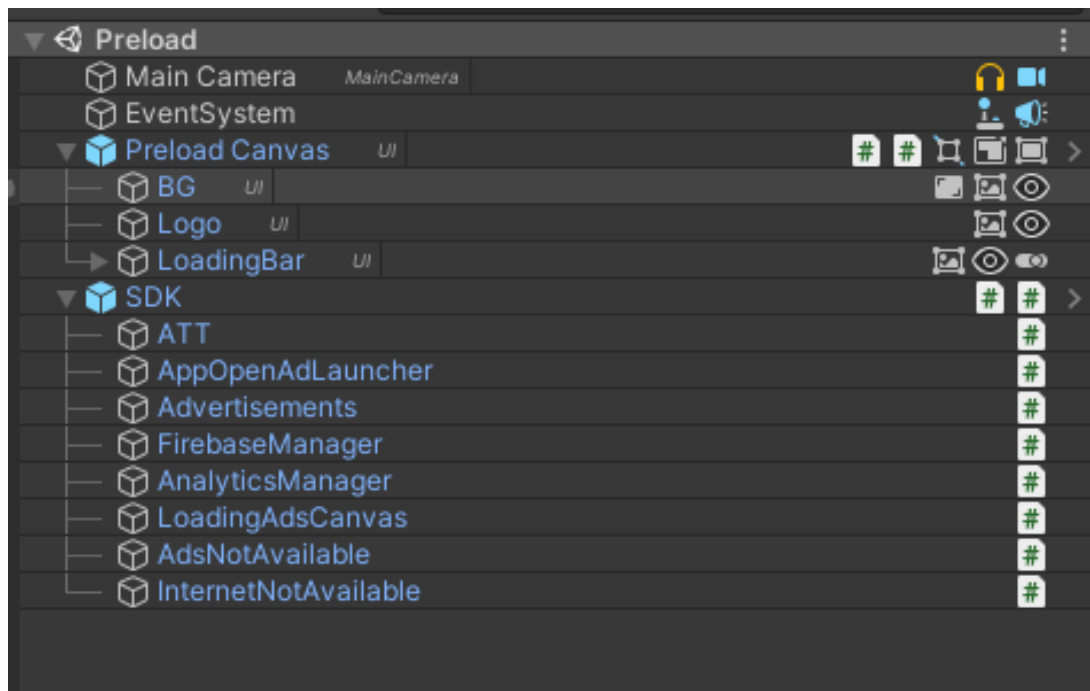 Preload
Main Camera MainCamera
EventSystem
Preload Canvas UI
BG UI
Logo UI
LoadingBar UI
SDK
ATT
AppOpenAdLauncher
Advertisements
FirebaseManager
AnalyticsManager
LoadingAdsCanvas
AdsNotAvailable
InternetNotAvailable